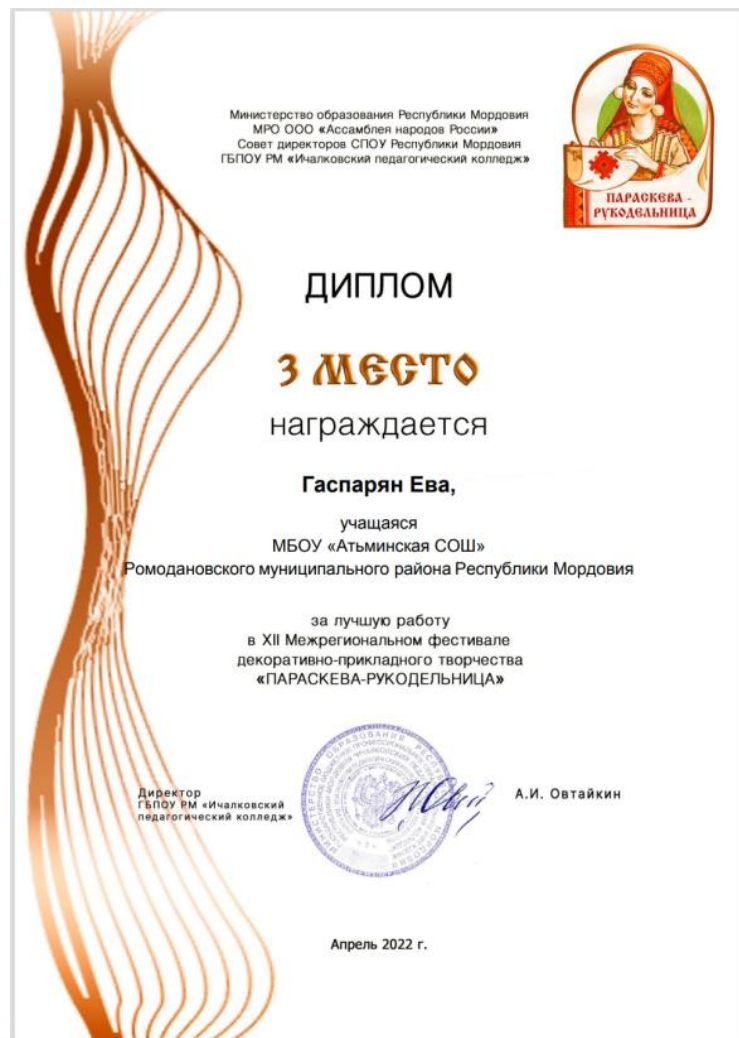 Министерство образования Республики Мордовия
МРО ООО «Ассамблея народов России»
Совет директоров СПОУ Республики Мордовия
ГБПОУ РМ «Ичалковский педагогический колледж»
ПАРАСКЕВА -
РУКОДЕЛЬНИЦА
ДИПЛОМ
3 МЕСТО
награждается
Гаспарян Ева,
учащаяся
МБОУ «Атьминская СОШ»
Ромодановского муниципального района Республики Мордовия
за лучшую работу
в XII Межрегиональном фестивале
декоративно-прикладного творчества
«ПАРАСКЕВА-РУКОДЕЛЬНИЦА»
Директор
ГБПОУ РМ «Ичалковский
педагогический колледж»
А.И. Овтайкин
Апрель 2022 г.